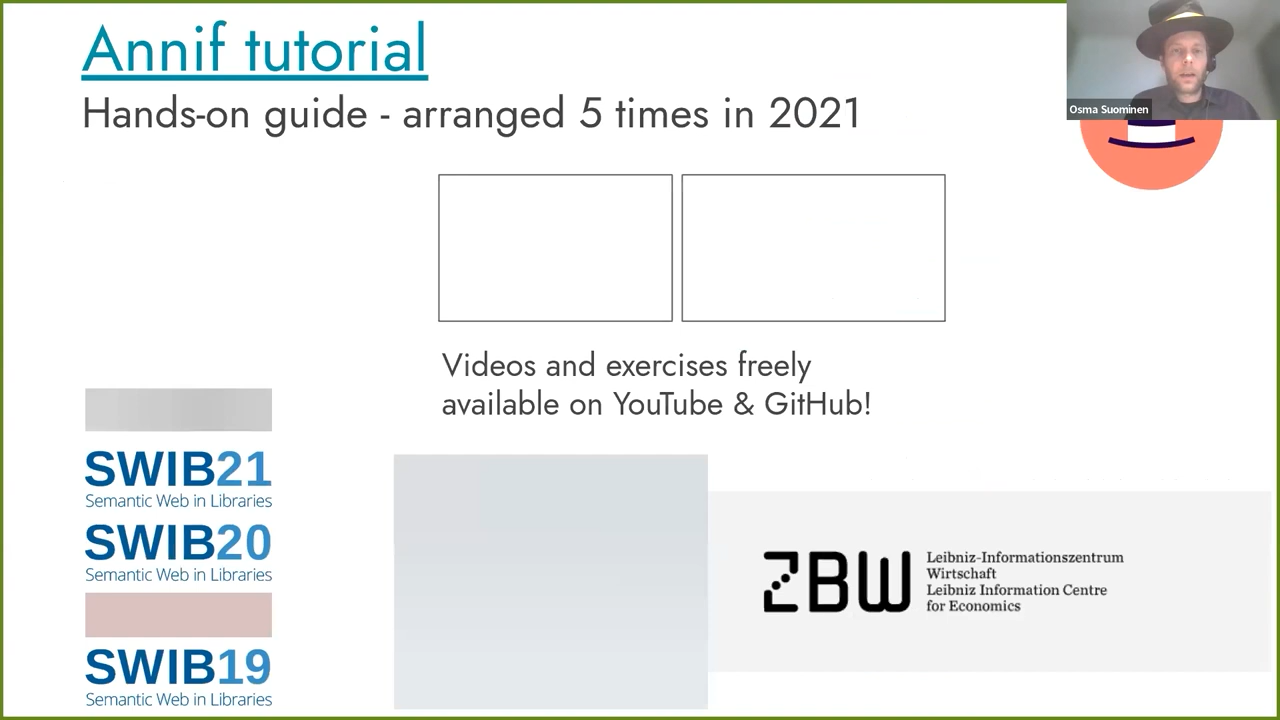 Annif tutorial
Hands-on guide - arranged 5 times in 2021
Osma Suominen
Videos and exercises freely
available on YouTube & GitHub!
SWIB21
Semantic Web in Libraries
SWIB20
Semantic Web in Libraries
SWIB19
Semantic Web in Libraries
ZBW
Leibniz-Informationszentrum
Wirtschaft
Leibniz Information Centre
for Economics